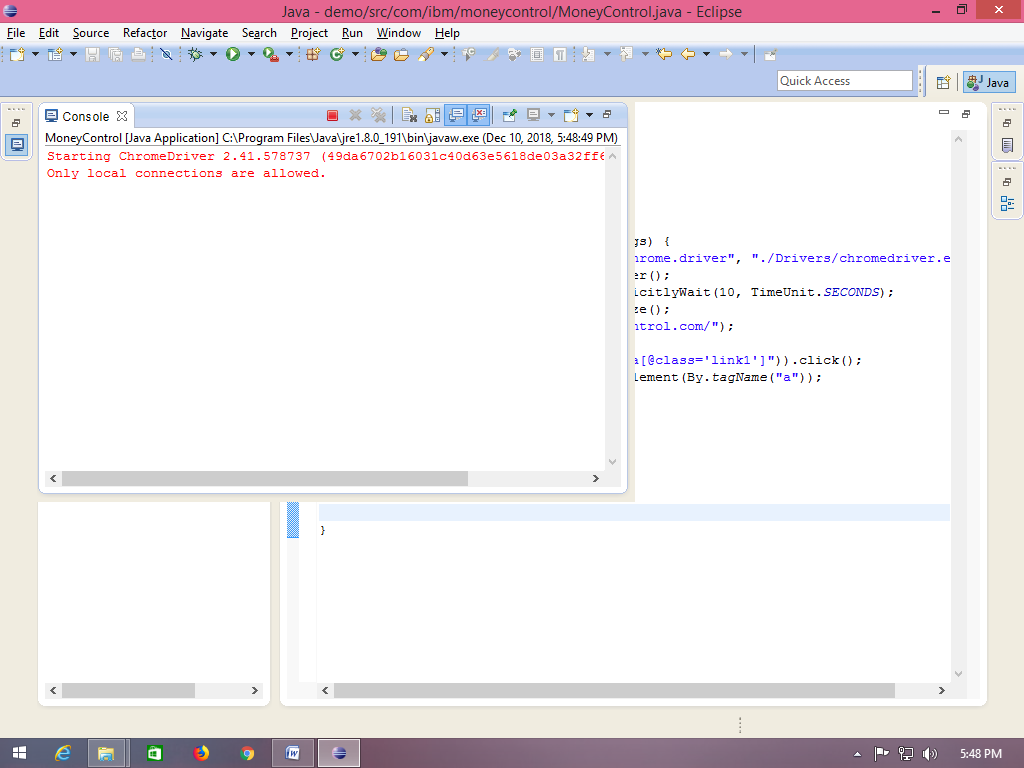 Java - demo/src/com/ibm/moneycontrol/MoneyControl.java - Eclipse
File Edit Source Refactor Navigate Search Project Run Window Help
Quick Access
Java
Console
MoneyControl [Java Application] C:\Program Files\Java\jre1.8.0_191\bin\javaw.exe (Dec 10, 2018, 5:48:49 PM)
Starting ChromeDriver 2.41.578737 (49da6702b16031c40d63e5618de03a32ff6
Only local connections are allowed.
gs) {
hrome.driver", "./Drivers/chromedriver.e
er();
icitlyWait(10, TimeUnit.SECONDS);
ze();
ntrol.com/");
a[@class='link1']")).click();
lement(By.tagName("a"));
}
5:48 PM